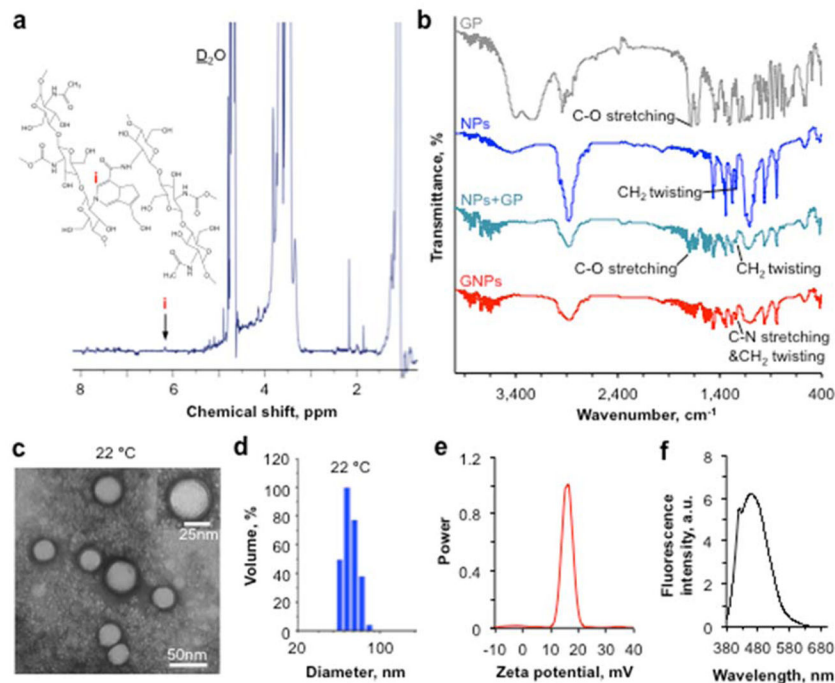 a
D₂O
i
i
8
6
4
2
Chemical shift, ppm
b
GP
C-O stretching
NPs
CH₂ twisting
NPs+GP
C-O stretching
CH₂ twisting
GNPs
C-N stretching
&CH₂ twisting
Transmittance, %
3,400
2,400
1,400
400
Wavenumber, cm⁻¹
c
22 °C
25nm
50nm
d
22 °C
120
100
80
60
40
20
0
Volume, %
20
100
Diameter, nm
e
1.2
0.8
0.4
0
Power
-10
0
10
20
30
40
Zeta potential, mV
f
8
6
4
2
0
Fluorescence
intensity, a.u.
380
480
580
680
Wavelength, nm